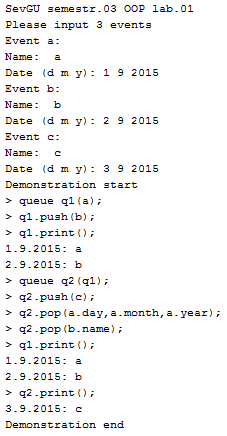 SevGU semestr.03 OOP lab.01
Please input 3 events
Event a:
Name:  a
Date (d m y): 1 9 2015
Event b:
Name:  b
Date (d m y): 2 9 2015
Event c:
Name:  c
Date (d m y): 3 9 2015
Demonstration start
> queue q1(a);
> q1.push(b);
> q1.print();
1.9.2015: a
2.9.2015: b
> queue q2(q1);
> q2.push(c);
> q2.pop(a.day,a.month,a.year);
> q2.pop(b.name);
> q1.print();
1.9.2015: a
2.9.2015: b
> q2.print();
3.9.2015: c
Demonstration end